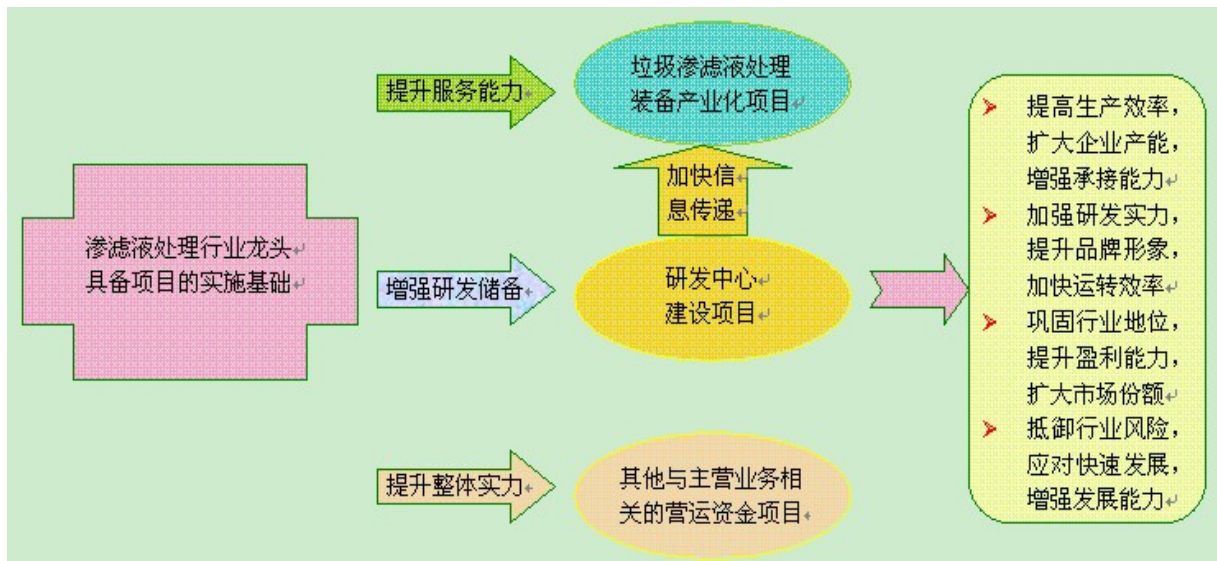 渗滤液处理行业龙头
具备项目的实施基础
提升服务能力
垃圾渗滤液处理
装备产业化项目
加快信
息传递
增强研发储备
研发中心
建设项目
提升整体实力
其他与主营业务相
关的营运资金项目
提高生产效率，
扩大企业产能，
增强承接能力
加强研发实力，
提升品牌形象，
加快运转效率
巩固行业地位，
提升盈利能力，
扩大市场份额
抵御行业风险，
应对快速发展，
增强发展能力